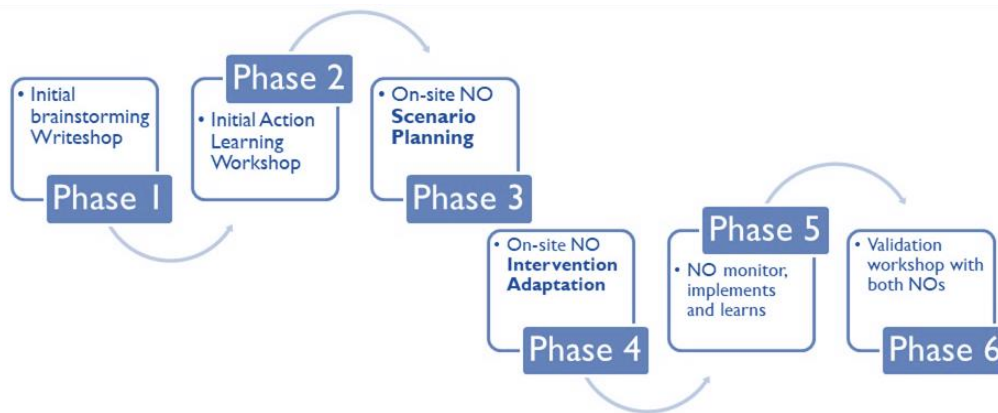 • Initial
brainstorming
Writeshop
Phase 1
Phase 2
• Initial Action
Learning
Workshop
• On-site NO
Scenario
Planning
Phase 3
• On-site NO
Intervention
Adaptation
Phase 4
Phase 5
• NO monitor,
implements
and learns
• Validation
workshop with
both NOs
Phase 6